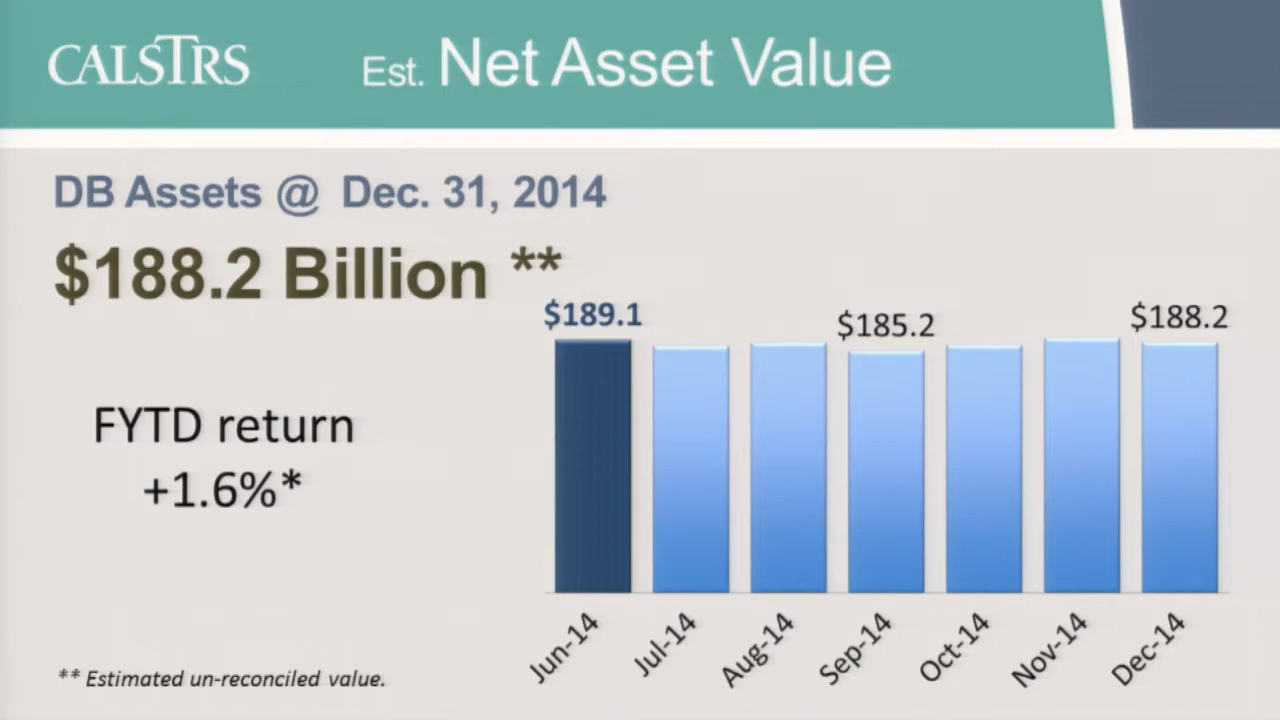 CALSTRS
Est. Net Asset Value
DB Assets @ Dec. 31, 2014
$188.2 Billion **
$189.1
$185.2
$188.2
FYTD return
+1.6%*
Jun-14
Jul-14
Aug-14
Sep-14
Oct-14
Nov-14
Dec-14
** Estimated un-reconciled value.